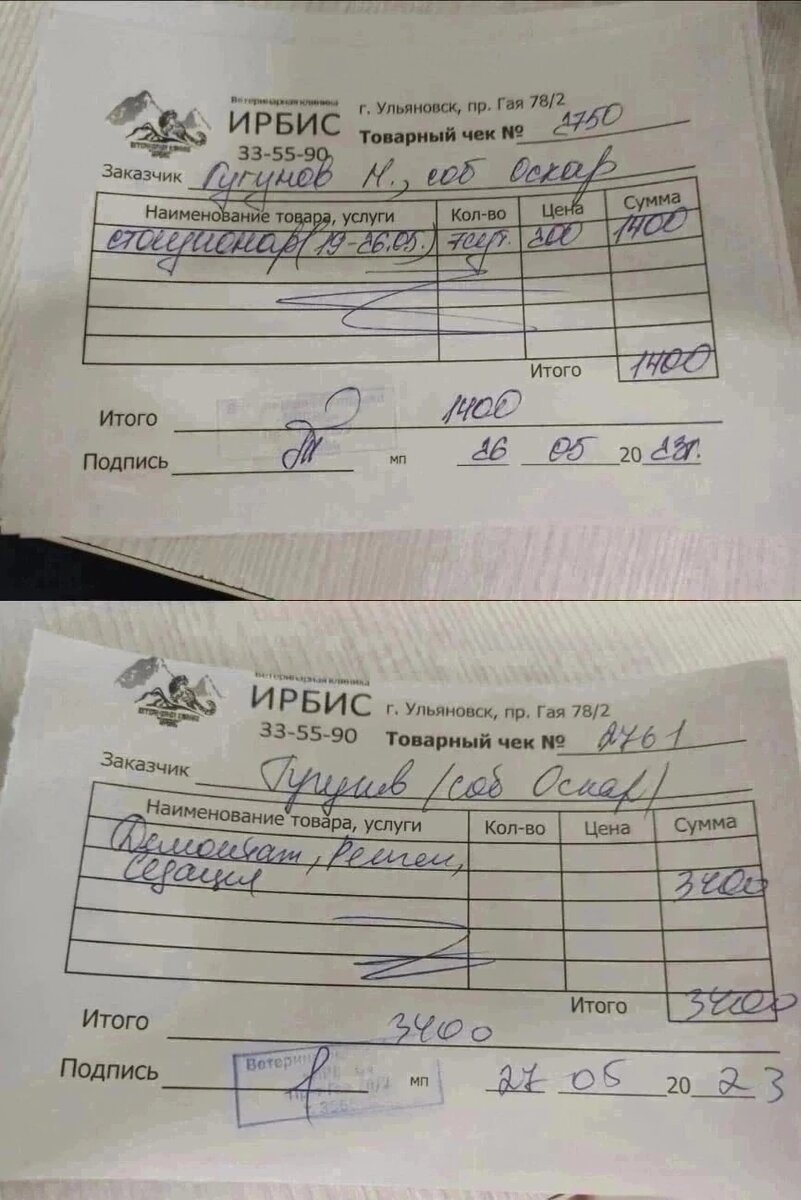 Ветеринарная клиника
ИРБИС
г. Ульяновск, пр. Гая 78/2
33-55-90
Товарный чек № 2750
Заказчик Гугунов Н., соб Оскар
Наименование товара, услуги Кол-во Цена Сумма
стационар (19-26.05.) 7сут. 200 1400
Итого 1400
Итого 1400
Подпись мп 26 05 20 23г.
Ветеринарная клиника
ИРБИС
г. Ульяновск, пр. Гая 78/2
33-55-90
Товарный чек № 2761
Заказчик Гугунов (соб Оскар)
Наименование товара, услуги Кол-во Цена Сумма
Демонтаж, Рентген,
Седация 3400
Итого 3400
Итого 3400
Ветерин
Подпись мп 27 05 20 23